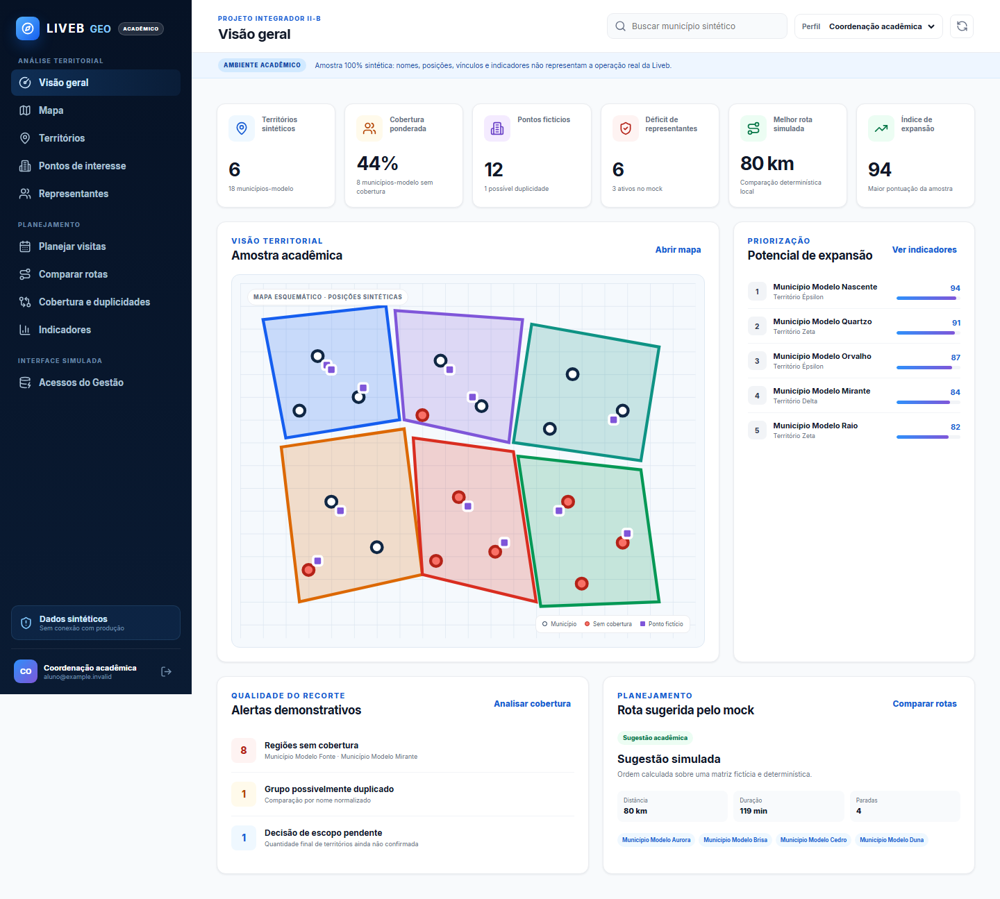 LIVEB GEO ACADÊMICO
ANÁLISE TERRITORIAL
Visão geral
Mapa
Territórios
Pontos de interesse
Representantes
PLANEJAMENTO
Planejar visitas
Comparar rotas
Cobertura e duplicidades
Indicadores
INTERFACE SIMULADA
Acessos do Gestão
Dados sintéticos
Sem conexão com produção
CO
Coordenação acadêmica
aluno@example.invalid
PROJETO INTEGRADOR II-B
Visão geral
Buscar município sintético
Perfil Coordenação acadêmica
AMBIENTE ACADÊMICO Amostra 100% sintética: nomes, posições, vínculos e indicadores não representam a operação real da Liveb.
Territórios
sintéticos
6
18 municípios-modelo
Cobertura
ponderada
44%
8 municípios-modelo sem
cobertura
Pontos fictícios
12
1 possível duplicidade
Déficit de
representantes
6
3 ativos no mock
Melhor rota
simulada
80 km
Comparação determinística
local
Índice de
expansão
94
Maior pontuação da amostra
VISÃO TERRITORIAL
Amostra acadêmica
Abrir mapa
MAPA ESQUEMÁTICO · POSIÇÕES SINTÉTICAS
Município Sem cobertura Ponto fictício
PRIORIZAÇÃO
Potencial de expansão
Ver indicadores
1 Município Modelo Nascente 94
Território Épsilon
2 Município Modelo Quartzo 91
Território Zeta
3 Município Modelo Orvalho 87
Território Épsilon
4 Município Modelo Mirante 84
Território Delta
5 Município Modelo Raio 82
Território Zeta
QUALIDADE DO RECORTE
Alertas demonstrativos
Analisar cobertura
8 Regiões sem cobertura
Município Modelo Fonte · Município Modelo Mirante
1 Grupo possivelmente duplicado
Comparação por nome normalizado
1 Decisão de escopo pendente
Quantidade final de territórios ainda não confirmada
PLANEJAMENTO
Rota sugerida pelo mock
Comparar rotas
Sugestão acadêmica
Sugestão simulada
Ordem calculada sobre uma matriz fictícia e determinística.
Distância
80 km
Duração
119 min
Paradas
4
Município Modelo Aurora Município Modelo Brisa Município Modelo Cedro Município Modelo Duna